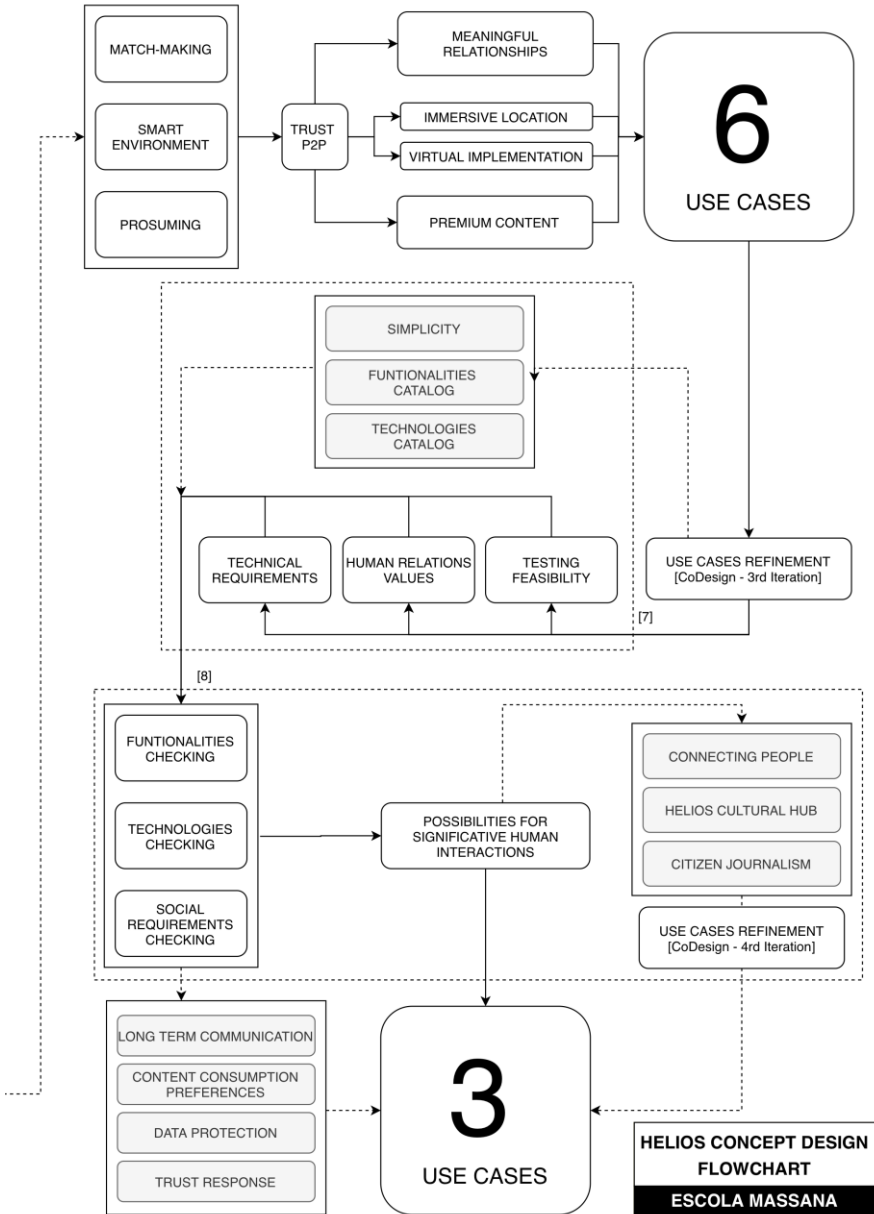 MATCH-MAKING
SMART
ENVIRONMENT
PROSUMING
TRUST
P2P
MEANINGFUL
RELATIONSHIPS
IMMERSIVE LOCATION
VIRTUAL IMPLEMENTATION
PREMIUM CONTENT
6
USE CASES
SIMPLICITY
FUNTIONALITIES
CATALOG
TECHNOLOGIES
CATALOG
TECHNICAL
REQUIREMENTS
HUMAN RELATIONS
VALUES
TESTING
FEASIBILITY
USE CASES REFINEMENT
[CoDesign - 3rd Iteration]
[7]
[8]
FUNTIONALITIES
CHECKING
TECHNOLOGIES
CHECKING
SOCIAL
REQUIREMENTS
CHECKING
POSSIBILITIES FOR
SIGNIFICATIVE HUMAN
INTERACTIONS
CONNECTING PEOPLE
HELIOS CULTURAL HUB
CITIZEN JOURNALISM
USE CASES REFINEMENT
[CoDesign - 4rd Iteration]
LONG TERM COMMUNICATION
CONTENT CONSUMPTION
PREFERENCES
DATA PROTECTION
TRUST RESPONSE
3
USE CASES
HELIOS CONCEPT DESIGN
FLOWCHART
ESCOLA MASSANA